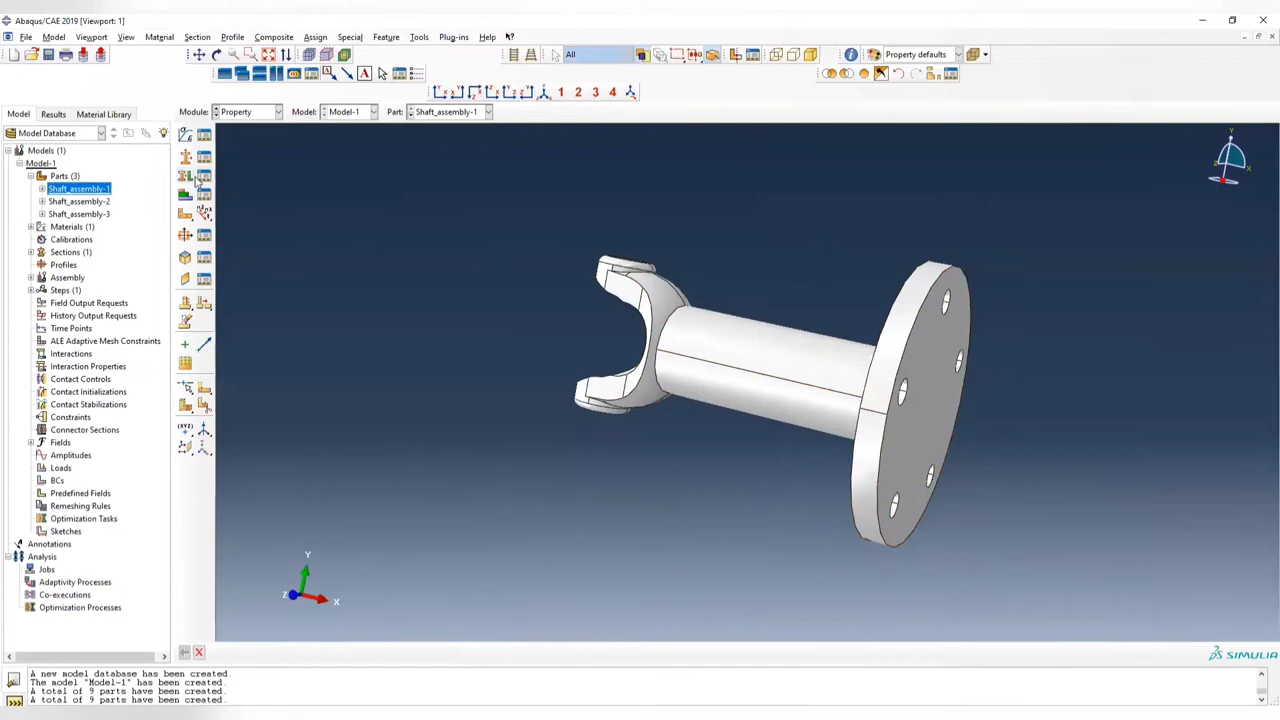 Abaqus/CAE 2019 [Viewport: 1]
File Model Viewport View Material Section Profile Composite Assign Special Feature Tools Plug-ins Help
All
Property defaults
1 2 3 4
Model Results Material Library
Module: Property Model: Model-1 Part: Shaft_assembly-1
Model Database
Models (1)
Model-1
Parts (3)
Shaft_assembly-1
Shaft_assembly-2
Shaft_assembly-3
Materials (1)
Calibrations
Sections (1)
Profiles
Assembly
Steps (1)
Field Output Requests
History Output Requests
Time Points
ALE Adaptive Mesh Constraints
Interactions
Interaction Properties
Contact Controls
Contact Initializations
Contact Stabilizations
Constraints
Connector Sections
Fields
Amplitudes
Loads
BCs
Predefined Fields
Remeshing Rules
Optimization Tasks
Sketches
Annotations
Analysis
Jobs
Adaptivity Processes
Co-executions
Optimization Processes
Y
X
Z
Y
Z
X
SIMULIA
A new model database has been created.
The model "Model-1" has been created.
A total of 9 parts have been created.
A total of 9 parts have been created.